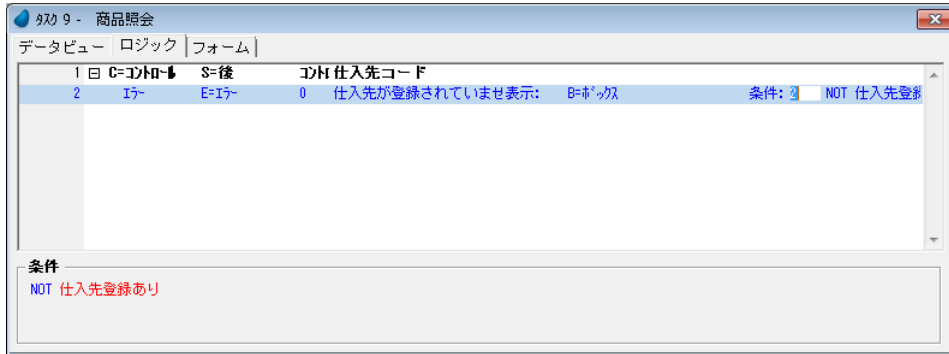 ﾀｽｸ 9 - 商品照会
データビュー ロジック フォーム
1 C=ｺﾝﾄﾛｰﾙ S=後 ｺﾝﾄﾛ 仕入先コード
2 ｴﾗｰ E=ｴﾗｰ 0 仕入先が登録されていませ 表示: B=ﾎﾞｯｸｽ 条件: 2 NOT 仕入先登録
条件
NOT 仕入先登録あり